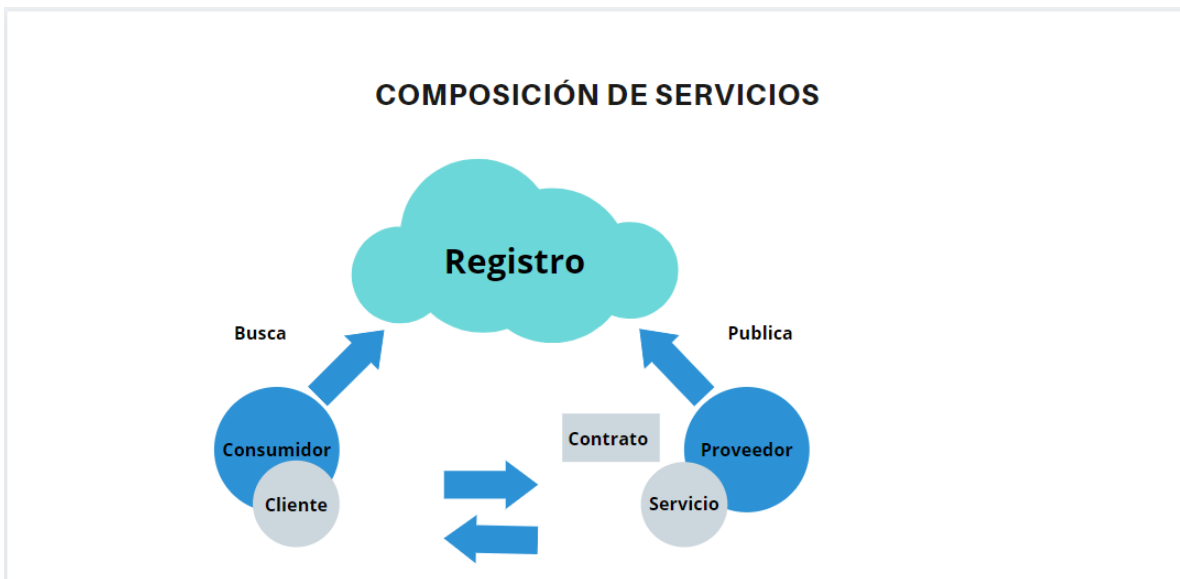 COMPOSICIÓN DE SERVICIOS
Registro
Busca
Publica
Contrato
Consumidor
Proveedor
Cliente
Servicio